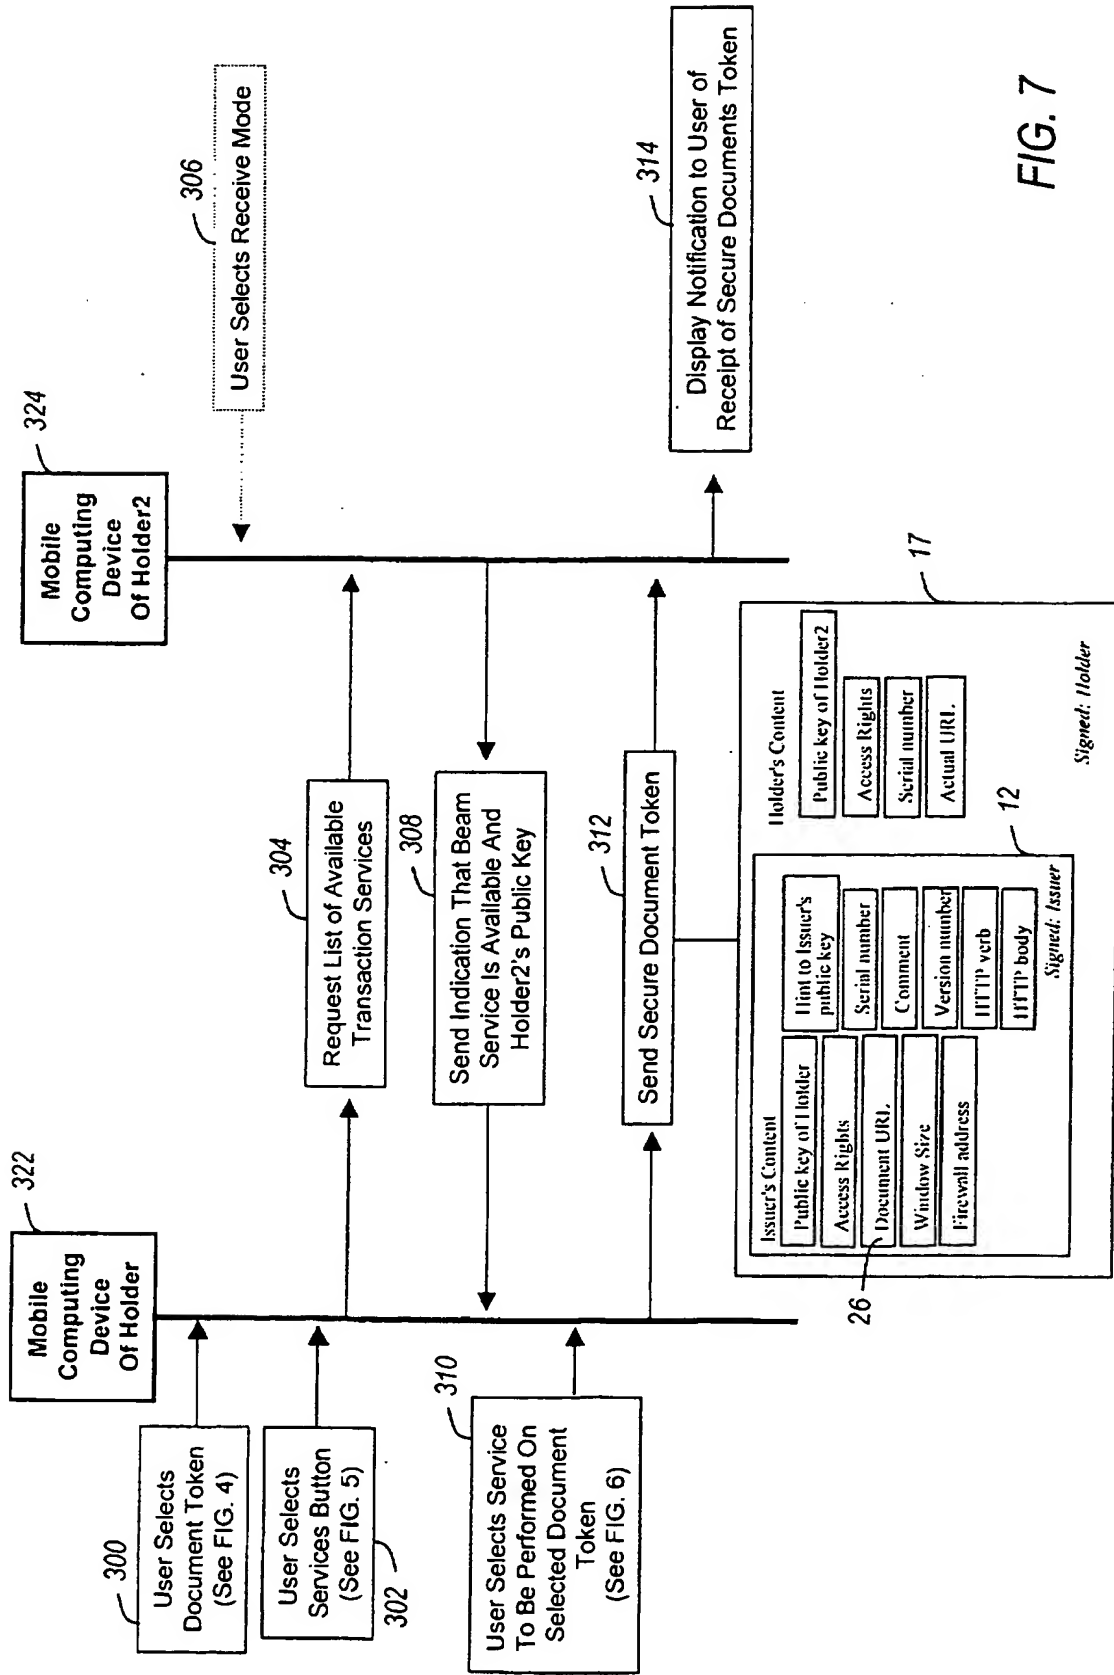 322
Mobile
Computing
Device
Of Holder
324
Mobile
Computing
Device
Of Holder2
300
User Selects
Document Token
(See FIG. 4)
306
User Selects Receive Mode
302
User Selects
Services Button
(See FIG. 5)
304
Request List of Available
Transaction Services
308
Send Indication That Beam
Service Is Available And
Holder2's Public Key
310
User Selects Service
To Be Performed On
Selected Document
Token
(See FIG. 6)
312
Send Secure Document Token
314
Display Notification to User of
Receipt of Secure Documents Token
17
12
26
Issuer's Content
Public key of Holder
Access Rights
Document URL
Window Size
Firewall address
Hint to Issuer's
public key
Serial number
Comment
Version number
HTTP verb
HTTP body
Signed: Issuer
Holder's Content
Public key of Holder2
Access Rights
Serial number
Actual URL
Signed: Holder
FIG. 7